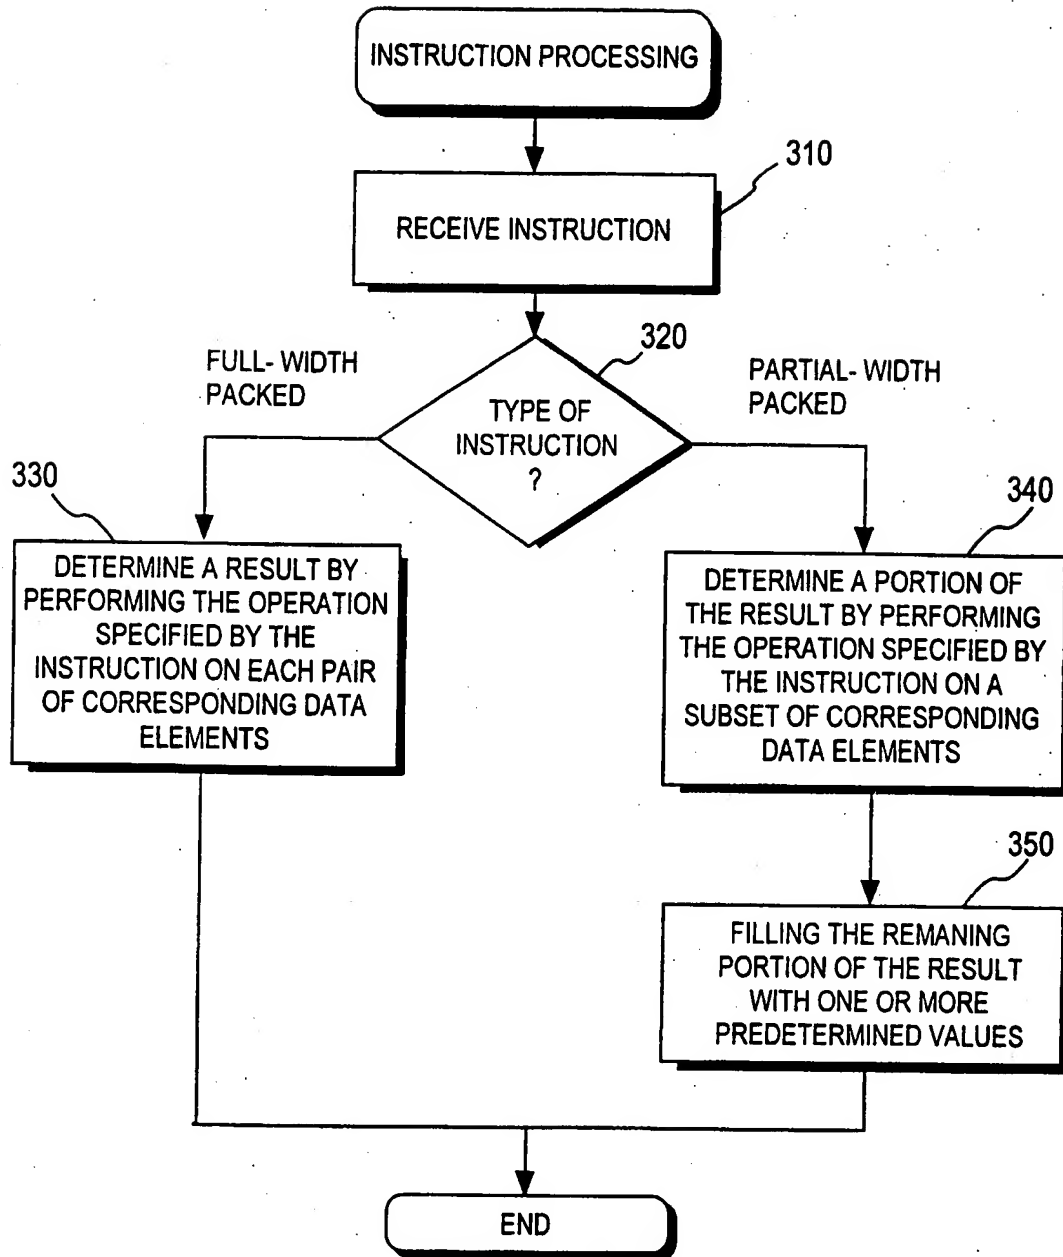 INSTRUCTION PROCESSING
310
RECEIVE INSTRUCTION
320
FULL- WIDTH
PACKED
PARTIAL- WIDTH
PACKED
TYPE OF
INSTRUCTION
?
330
DETERMINE A RESULT BY
PERFORMING THE OPERATION
SPECIFIED BY THE
INSTRUCTION ON EACH PAIR
OF CORRESPONDING DATA
ELEMENTS
340
DETERMINE A PORTION OF
THE RESULT BY PERFORMING
THE OPERATION SPECIFIED BY
THE INSTRUCTION ON A
SUBSET OF CORRESPONDING
DATA ELEMENTS
350
FILLING THE REMANING
PORTION OF THE RESULT
WITH ONE OR MORE
PREDETERMINED VALUES
END